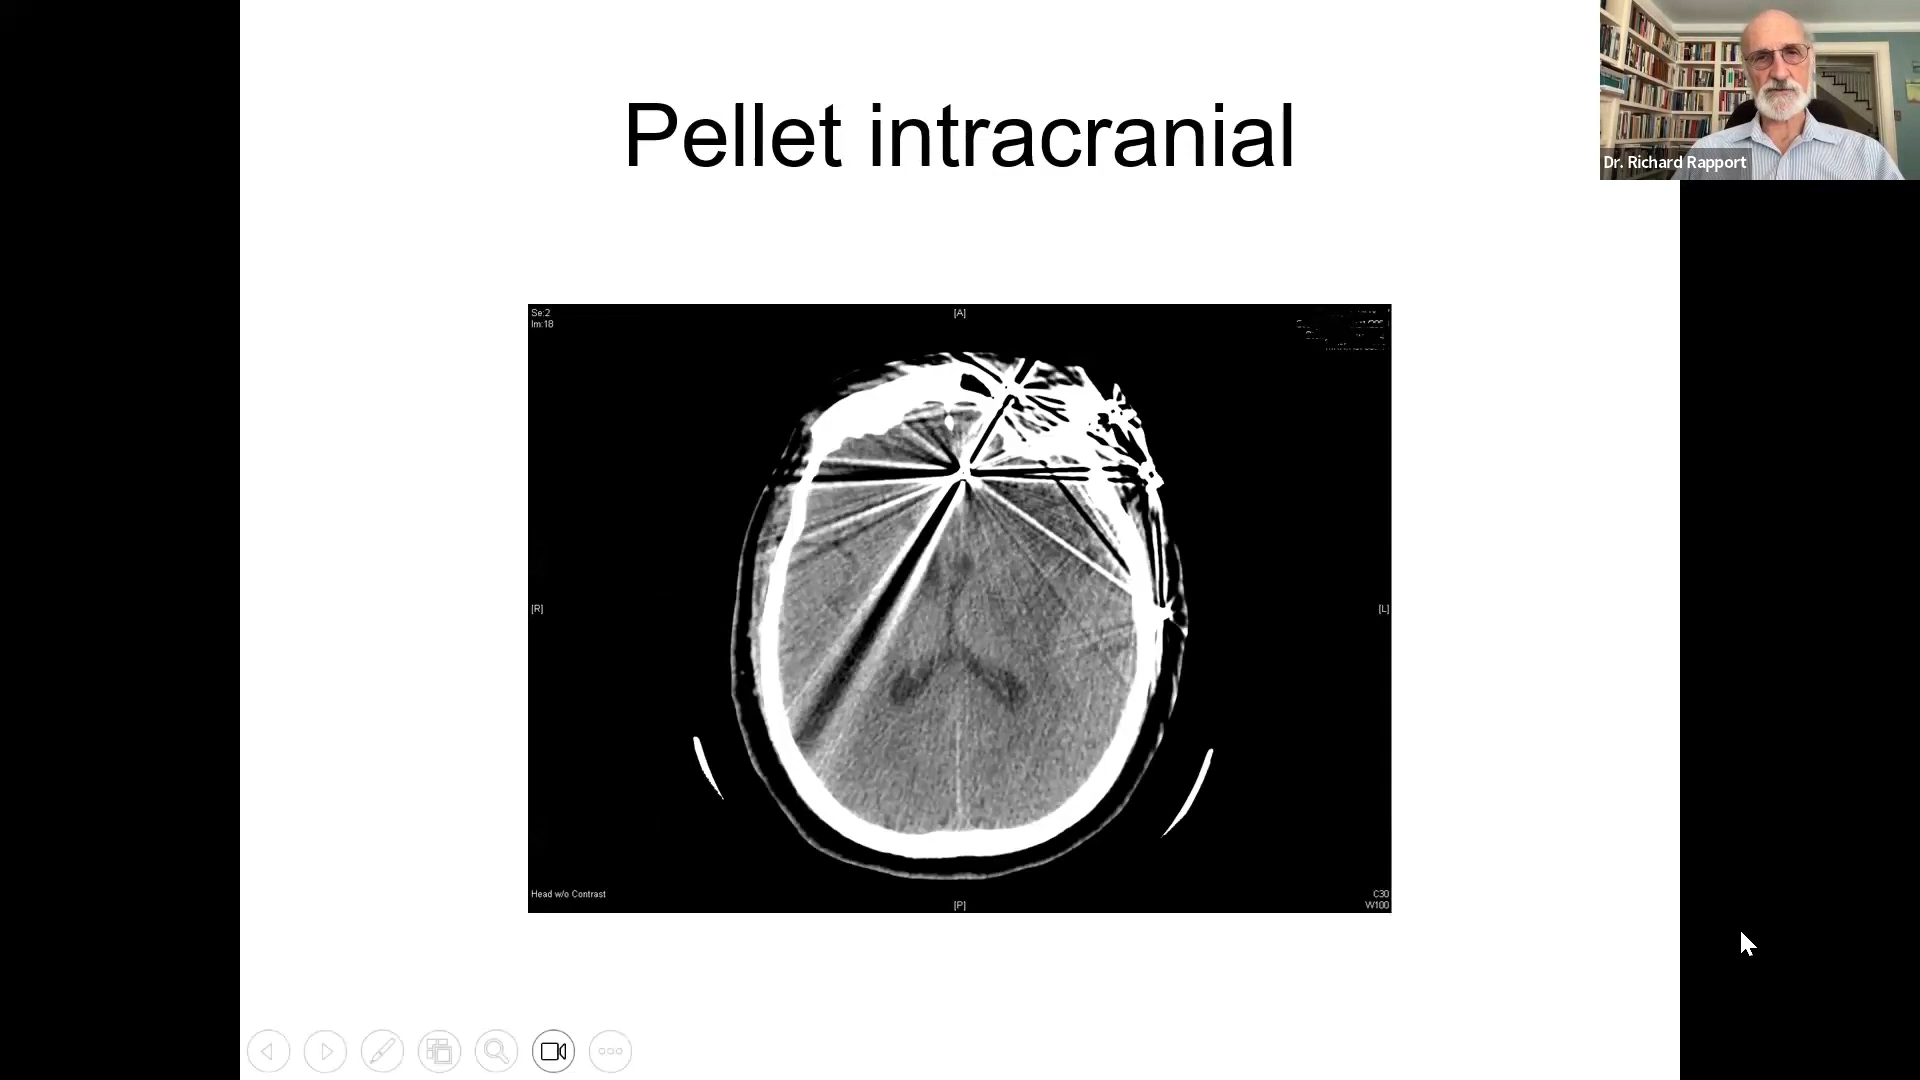 Pellet intracranial
Dr. Richard Rapport
Se:2
Im:18
[A]
[R]
[L]
Head w/o Contrast
[P]
C30
W100